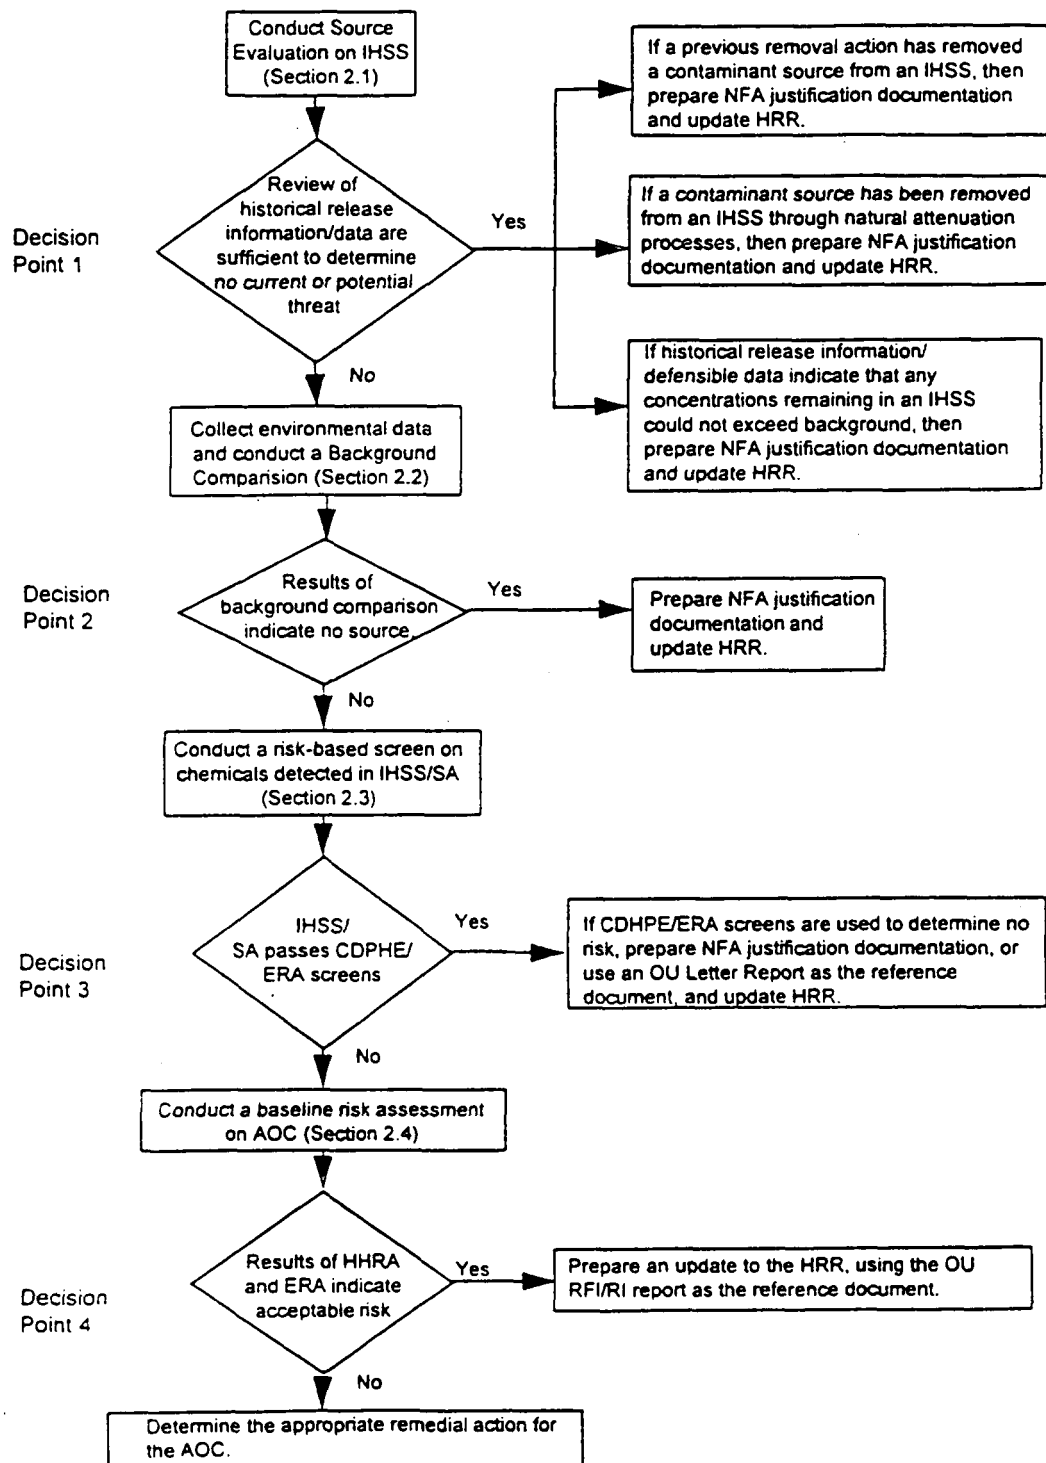 Conduct Source
Evaluation on IHSS
(Section 2.1)
If a previous removal action has removed
a contaminant source from an IHSS, then
prepare NFA justification documentation
and update HRR.
Decision
Point 1
Review of
historical release
information/data are
sufficient to determine
no current or potential
threat
Yes
If a contaminant source has been removed
from an IHSS through natural attenuation
processes, then prepare NFA justification
documentation and update HRR.
If historical release information/
defensible data indicate that any
concentrations remaining in an IHSS
could not exceed background, then
prepare NFA justification documentation
and update HRR.
No
Collect environmental data
and conduct a Background
Comparision (Section 2.2)
Decision
Point 2
Results of
background comparison
indicate no source
Yes
Prepare NFA justification
documentation and
update HRR.
No
Conduct a risk-based screen on
chemicals detected in IHSS/SA
(Section 2.3)
Decision
Point 3
IHSS/
SA passes CDPHE/
ERA screens
Yes
If CDHPE/ERA screens are used to determine no
risk, prepare NFA justification documentation, or
use an OU Letter Report as the reference
document, and update HRR.
No
Conduct a baseline risk assessment
on AOC (Section 2.4)
Decision
Point 4
Results of HHRA
and ERA indicate
acceptable risk
Yes
Prepare an update to the HRR, using the OU
RFI/RI report as the reference document.
No
Determine the appropriate remedial action for
the AOC.